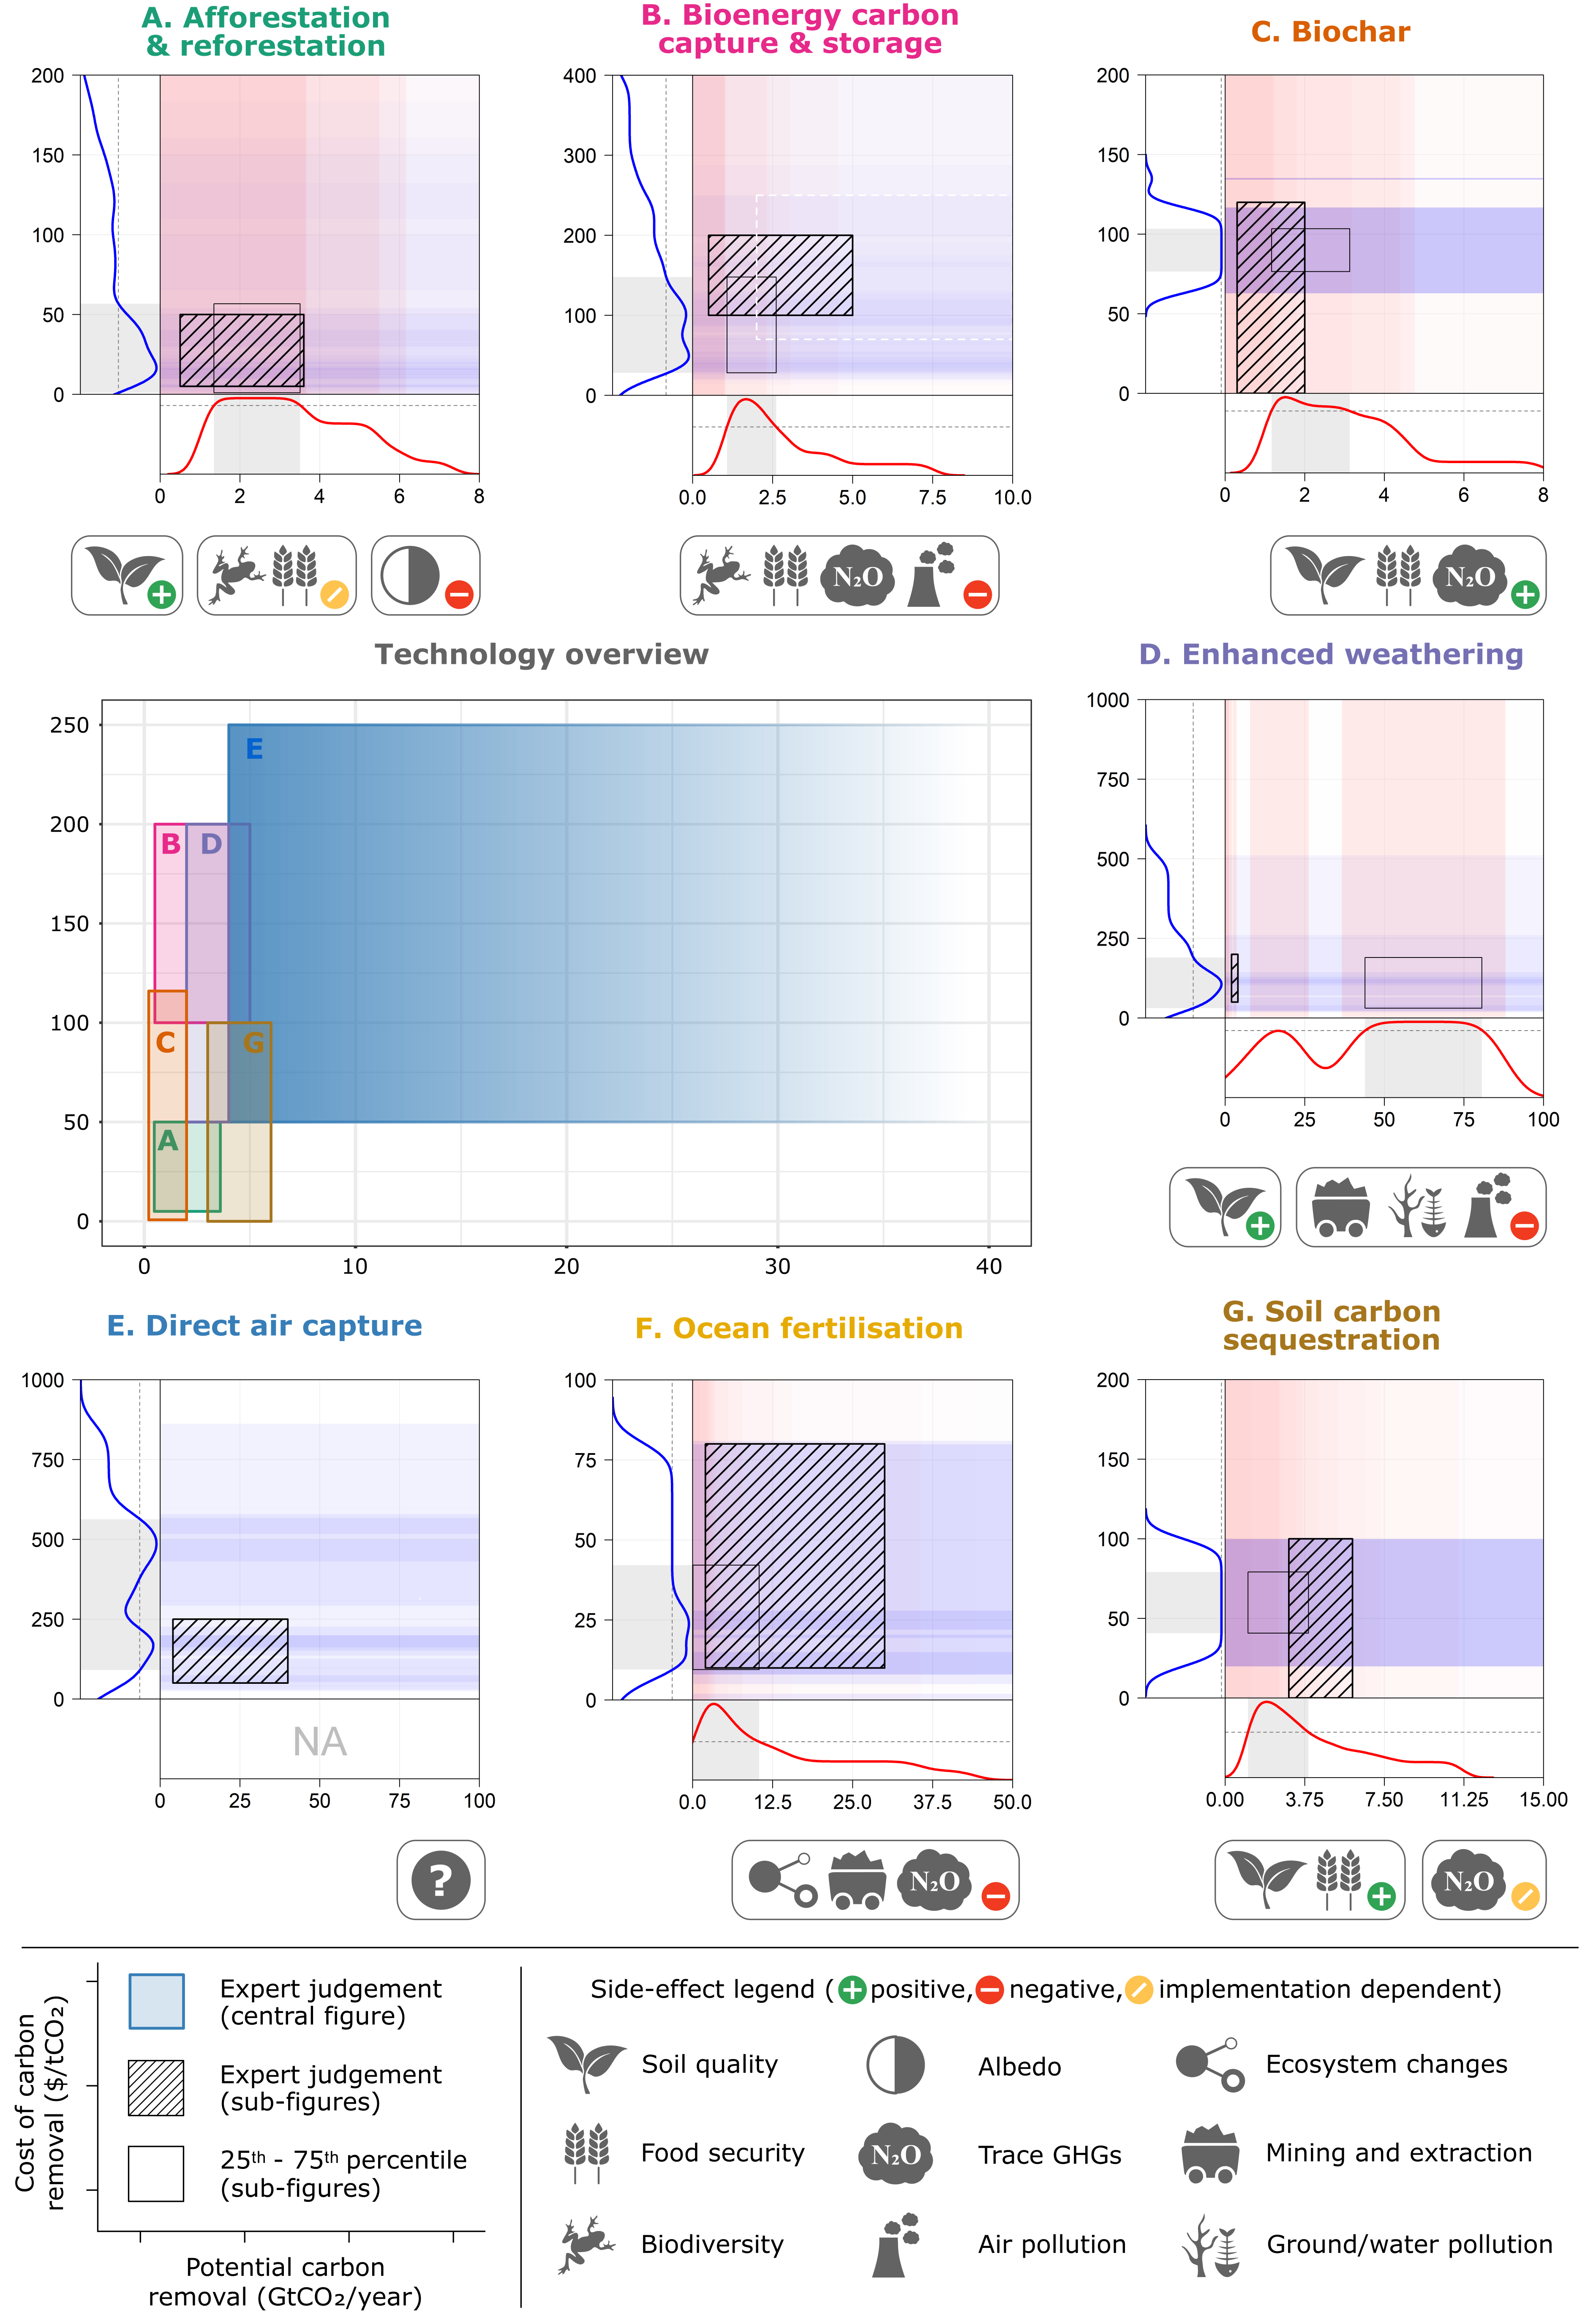 A. Afforestation
& reforestation
B. Bioenergy carbon
capture & storage
C. Biochar
200
150
100
50
0
0 2 4 6 8
400
300
200
100
0
0.0 2.5 5.0 7.5 10.0
200
150
100
50
0
0 2 4 6 8
N₂O
N₂O
Technology overview
250
200
150
100
50
0
0 10 20 30 40
E
B D
C G
A
D. Enhanced weathering
1000
750
500
250
0
0 25 50 75 100
E. Direct air capture
1000
750
500
250
0
NA
0 25 50 75 100
?
F. Ocean fertilisation
100
75
50
25
0
0.0 12.5 25.0 37.5 50.0
N₂O
G. Soil carbon
sequestration
200
150
100
50
0
0.00 3.75 7.50 11.25 15.00
N₂O
Cost of carbon
removal ($/tCO₂)
Potential carbon
removal (GtCO₂/year)
Expert judgement
(central figure)
Expert judgement
(sub-figures)
25th - 75th percentile
(sub-figures)
Side-effect legend ( positive, negative, implementation dependent)
Soil quality
Albedo
Ecosystem changes
Food security
N₂O
Trace GHGs
Mining and extraction
Biodiversity
Air pollution
Ground/water pollution